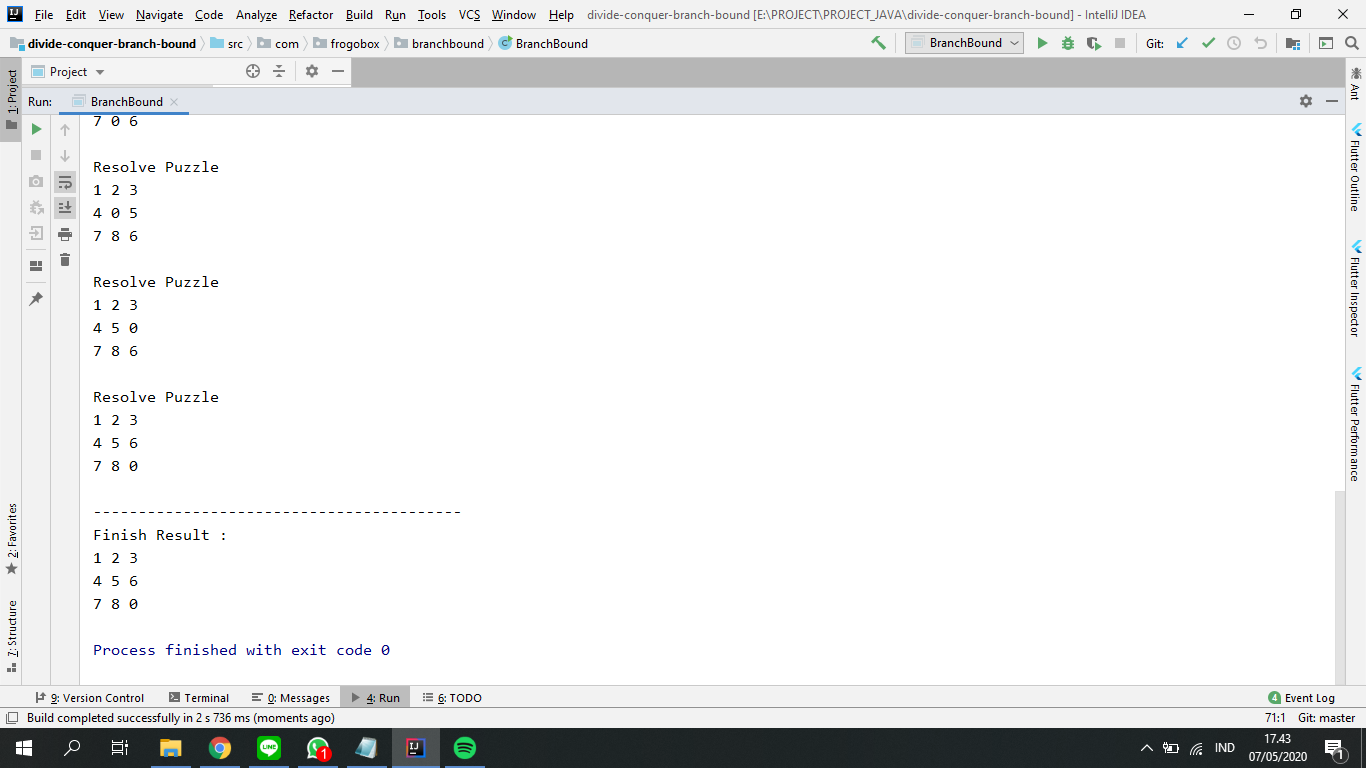 File Edit View Navigate Code Analyze Refactor Build Run Tools VCS Window Help divide-conquer-branch-bound [E:\PROJECT\PROJECT_JAVA\divide-conquer-branch-bound] - IntelliJ IDEA
divide-conquer-branch-bound src com frogobox branchbound BranchBound BranchBound Git:
1: Project
Project
Run: BranchBound
7 0 6
Resolve Puzzle
1 2 3
4 0 5
7 8 6
Resolve Puzzle
1 2 3
4 5 0
7 8 6
Resolve Puzzle
1 2 3
4 5 6
7 8 0
-----------------------------------------
Finish Result :
1 2 3
4 5 6
7 8 0
Process finished with exit code 0
2: Favorites
7: Structure
Ant
Flutter Outline
Flutter Inspector
Flutter Performance
9: Version Control Terminal 0: Messages 4: Run 6: TODO 4 Event Log
Build completed successfully in 2 s 736 ms (moments ago) 71:1 Git: master
LINE 1 IJ IND 17.43 1
07/05/2020